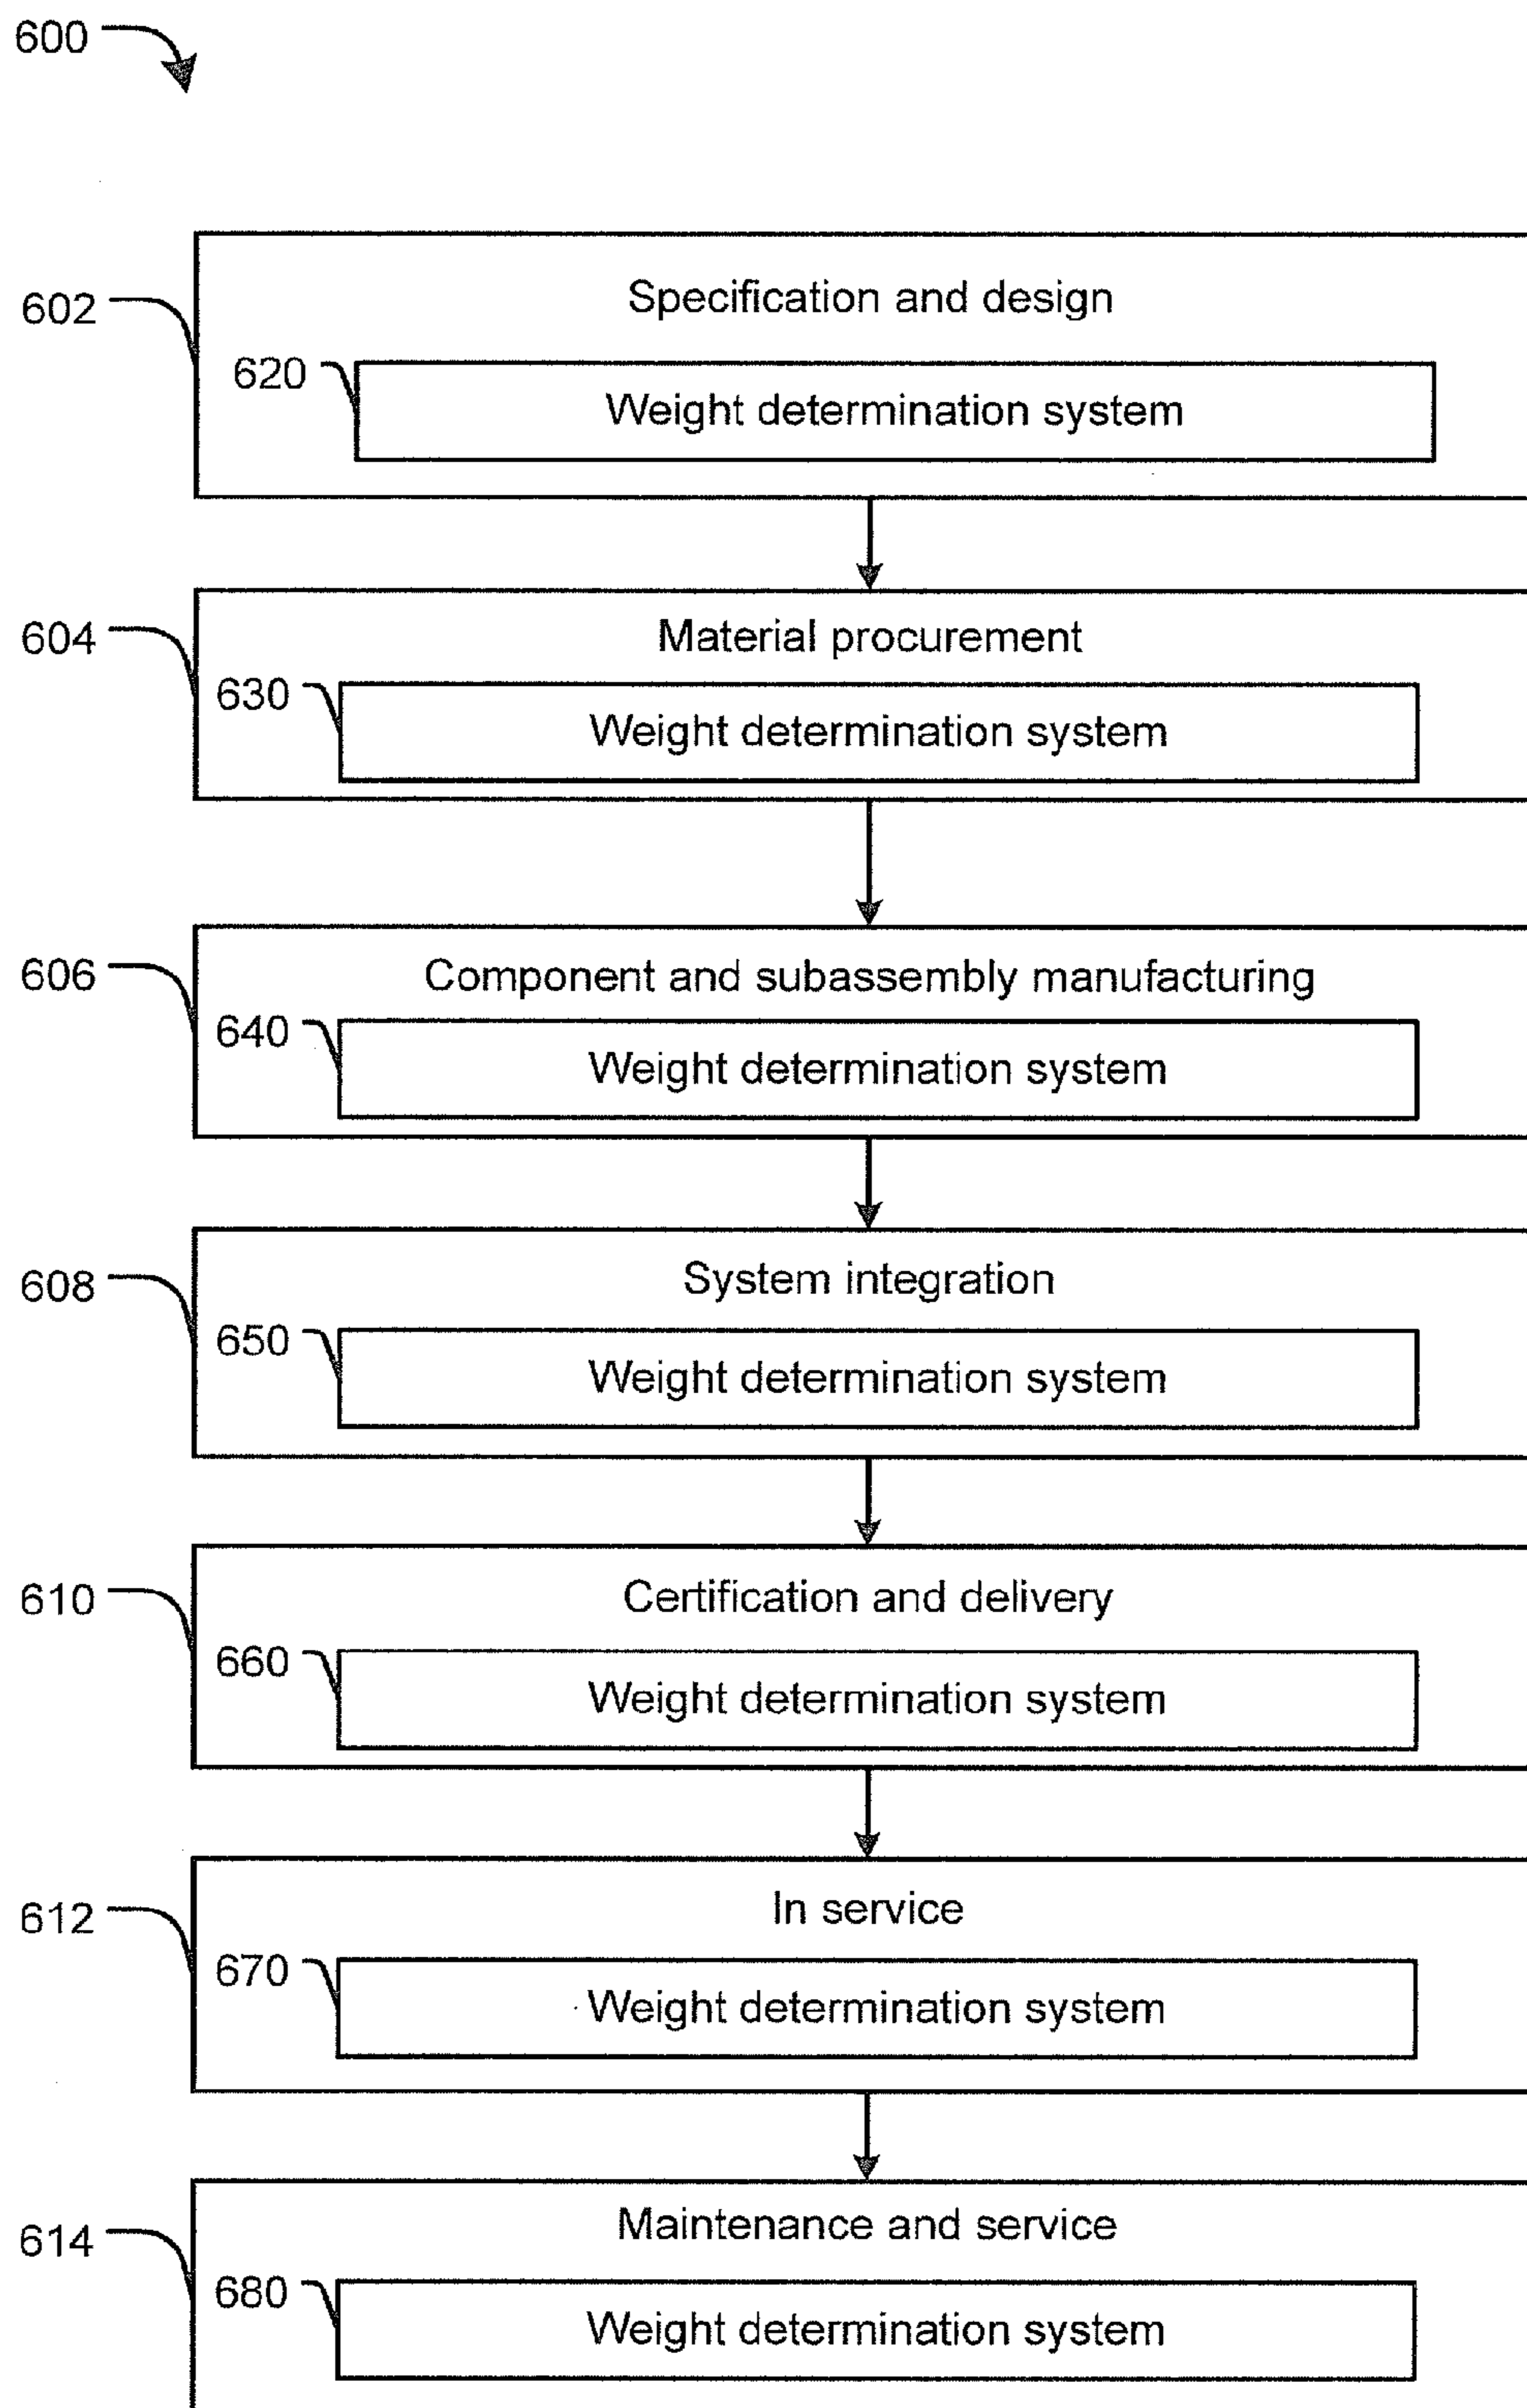 600
602
Specification and design
620
Weight determination system
604
Material procurement
630
Weight determination system
606
Component and subassembly manufacturing
640
Weight determination system
608
System integration
650
Weight determination system
610
Certification and delivery
660
Weight determination system
612
In service
670
Weight determination system
614
Maintenance and service
680
Weight determination system